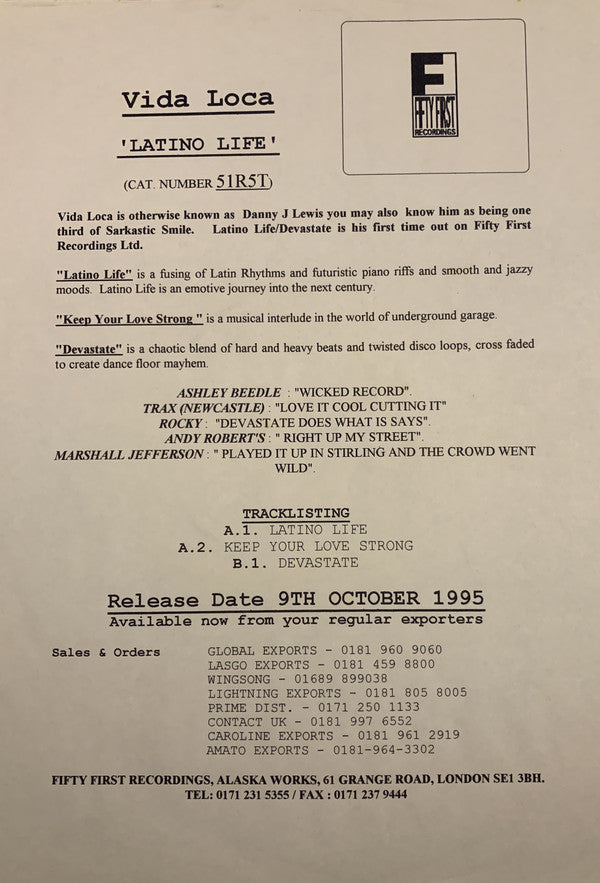 F
FIFTY FIRST
RECORDINGS
Vida Loca
'LATINO LIFE'
(CAT. NUMBER 51R5T)
Vida Loca is otherwise known as Danny J Lewis you may also know him as being one
third of Sarkastic Smile. Latino Life/Devastate is his first time out on Fifty First
Recordings Ltd.
"Latino Life" is a fusing of Latin Rhythms and futuristic piano riffs and smooth and jazzy
moods. Latino Life is an emotive journey into the next century.
"Keep Your Love Strong " is a musical interlude in the world of underground garage.
"Devastate" is a chaotic blend of hard and heavy beats and twisted disco loops, cross faded
to create dance floor mayhem.
ASHLEY BEEDLE : "WICKED RECORD".
TRAX (NEWCASTLE) : "LOVE IT COOL CUTTING IT"
ROCKY : "DEVASTATE DOES WHAT IS SAYS".
ANDY ROBERT'S : " RIGHT UP MY STREET".
MARSHALL JEFFERSON : " PLAYED IT UP IN STIRLING AND THE CROWD WENT
WILD".
TRACKLISTING
A.1. LATINO LIFE
A.2. KEEP YOUR LOVE STRONG
B.1. DEVASTATE
Release Date 9TH OCTOBER 1995
Available now from your regular exporters
Sales & Orders GLOBAL EXPORTS - 0181 960 9060
LASGO EXPORTS - 0181 459 8800
WINGSONG - 01689 899038
LIGHTNING EXPORTS - 0181 805 8005
PRIME DIST. - 0171 250 1133
CONTACT UK - 0181 997 6552
CAROLINE EXPORTS - 0181 961 2919
AMATO EXPORTS - 0181-964-3302
FIFTY FIRST RECORDINGS, ALASKA WORKS, 61 GRANGE ROAD, LONDON SE1 3BH.
TEL: 0171 231 5355 / FAX : 0171 237 9444